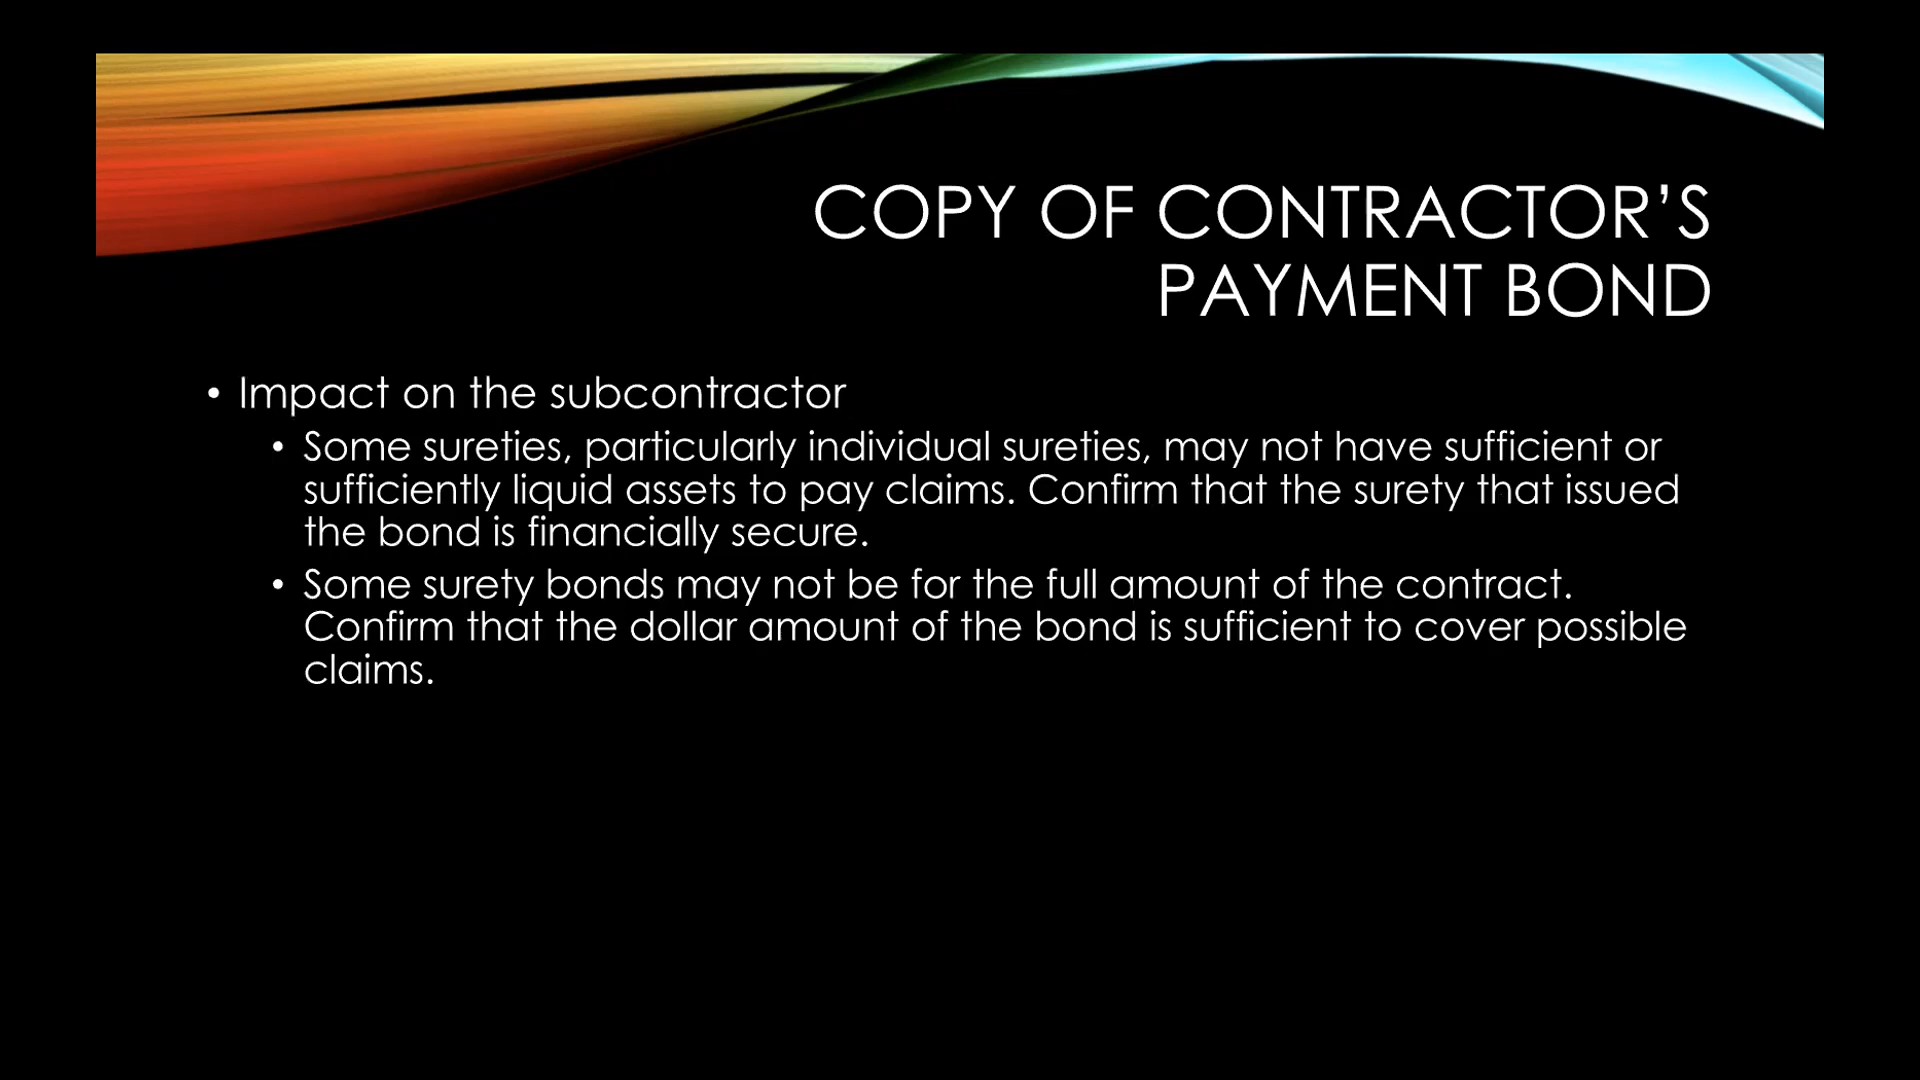 COPY OF CONTRACTOR’S
PAYMENT BOND
• Impact on the subcontractor
• Some sureties, particularly individual sureties, may not have sufficient or
sufficiently liquid assets to pay claims. Confirm that the surety that issued
the bond is financially secure.
• Some surety bonds may not be for the full amount of the contract.
Confirm that the dollar amount of the bond is sufficient to cover possible
claims.